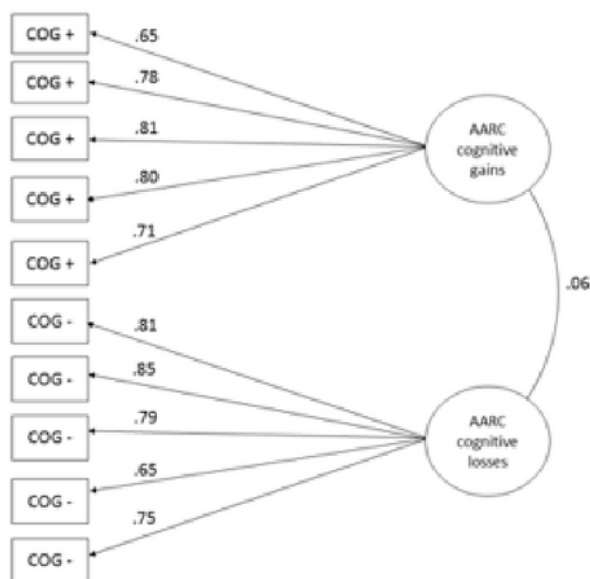 COG +
.65
COG +
.78
COG +
.81
COG +
.80
COG +
.71
AARC
cognitive
gains
.06
COG -
.81
COG -
.85
COG -
.79
COG -
.65
COG -
.75
AARC
cognitive
losses